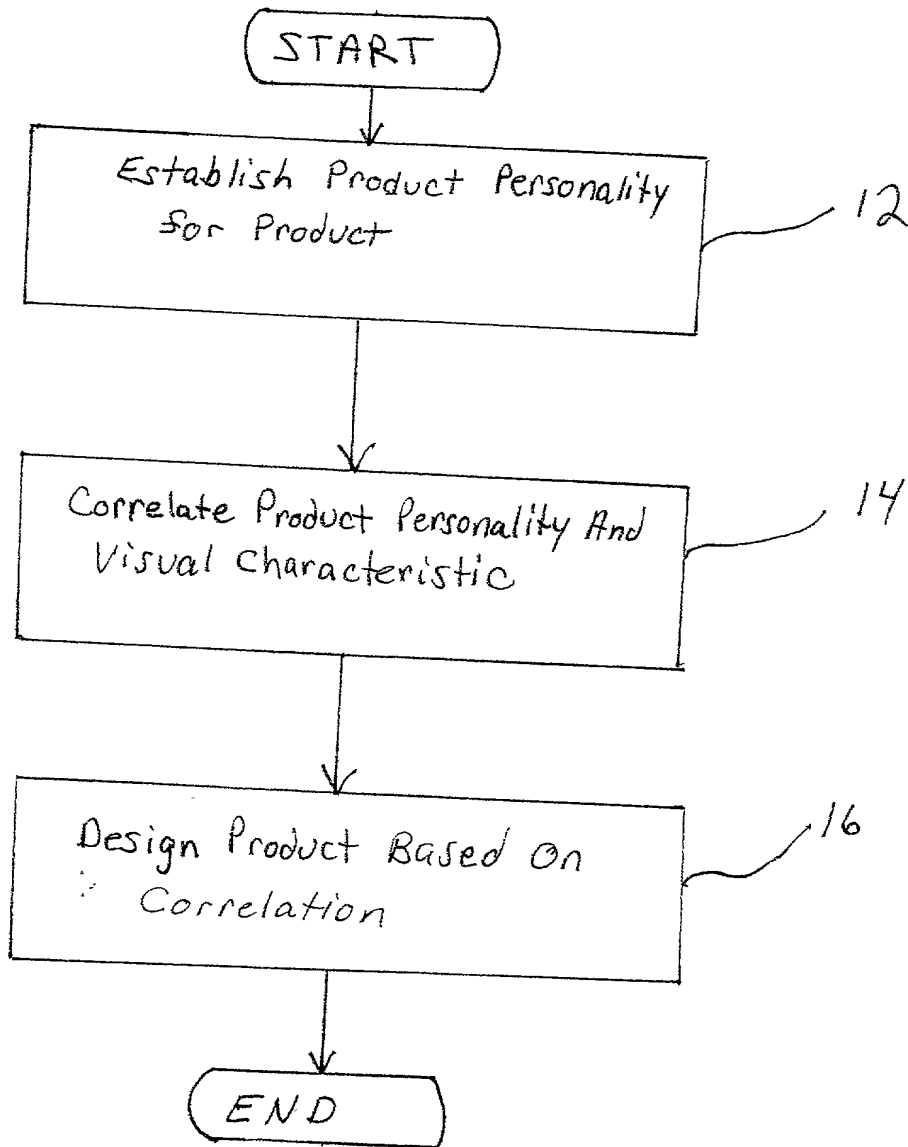 START
Establish Product Personality
for Product
12
Correlate Product Personality And
Visual Characteristic
14
Design Product Based On
Correlation
16
END